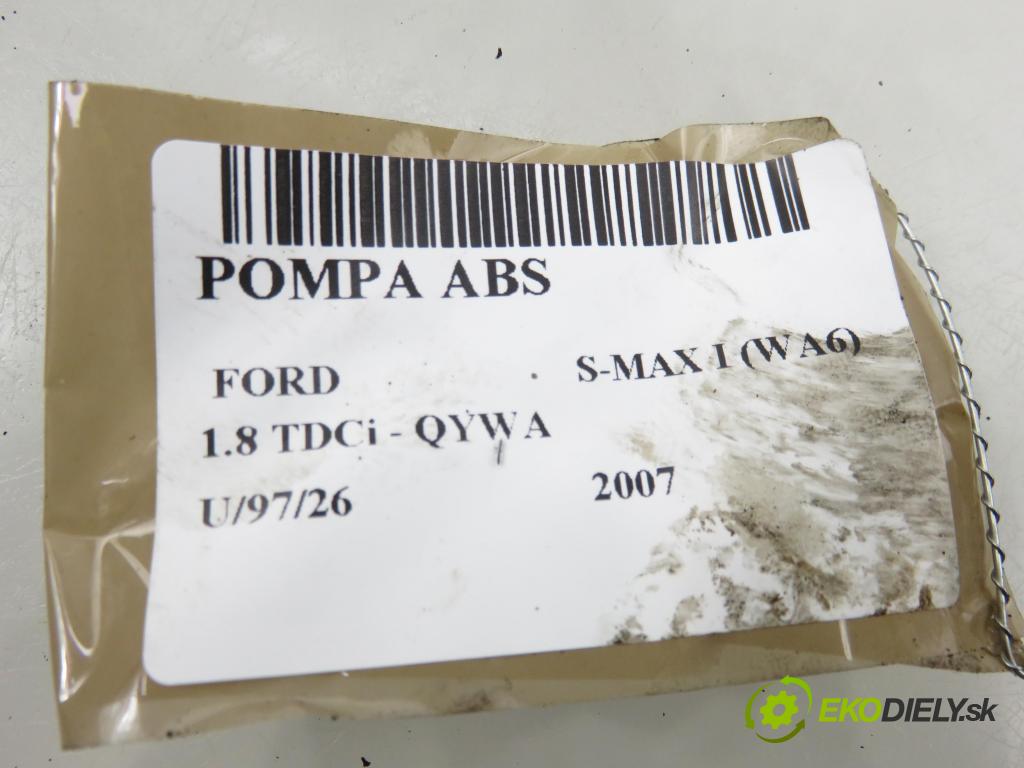 POMPA ABS
FORD S-MAX I (WA6)
1.8 TDCi - QYWA
U/97/26 2007
EKODIELY.sk